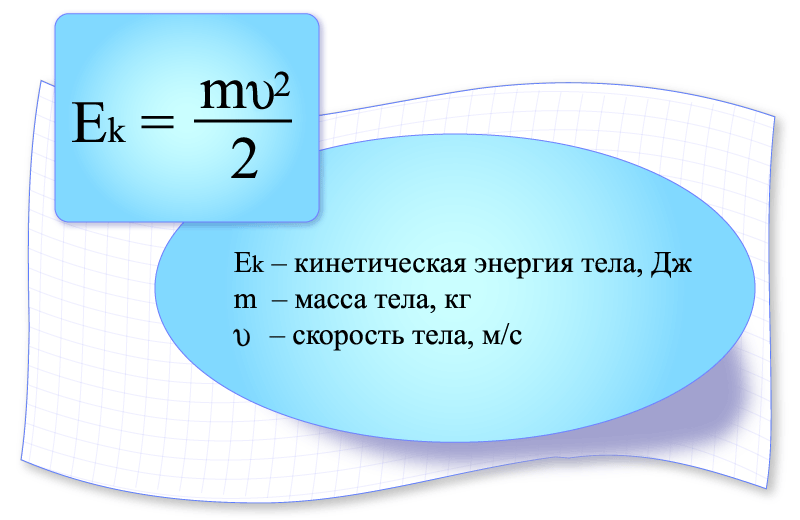 Ek = mυ²/2
Ek – кинетическая энергия тела, Дж
m – масса тела, кг
υ – скорость тела, м/с